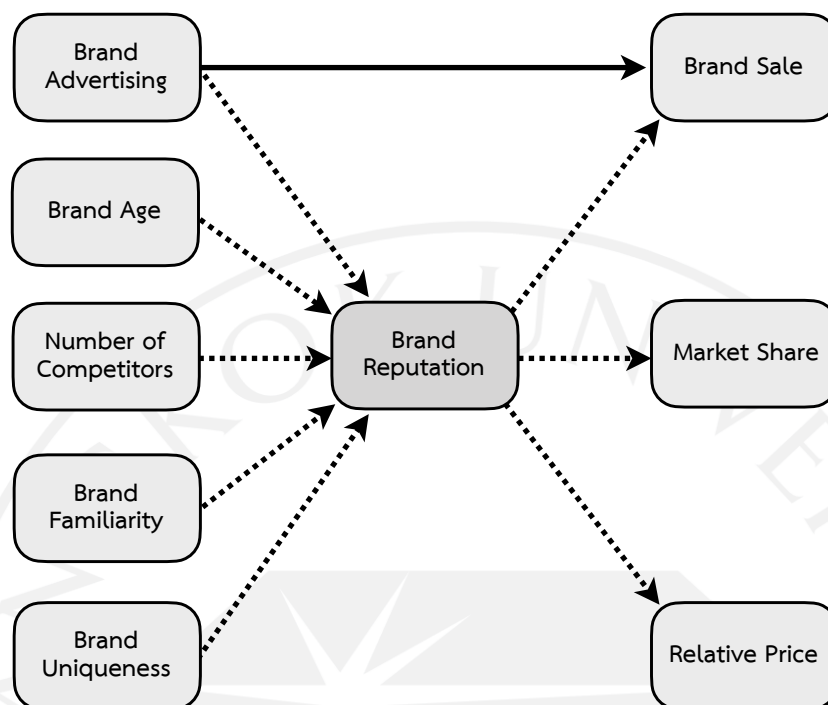 Brand
Advertising
Brand Sale
Brand Age
Number of
Competitors
Brand
Reputation
Market Share
Brand
Familiarity
Brand
Uniqueness
Relative Price